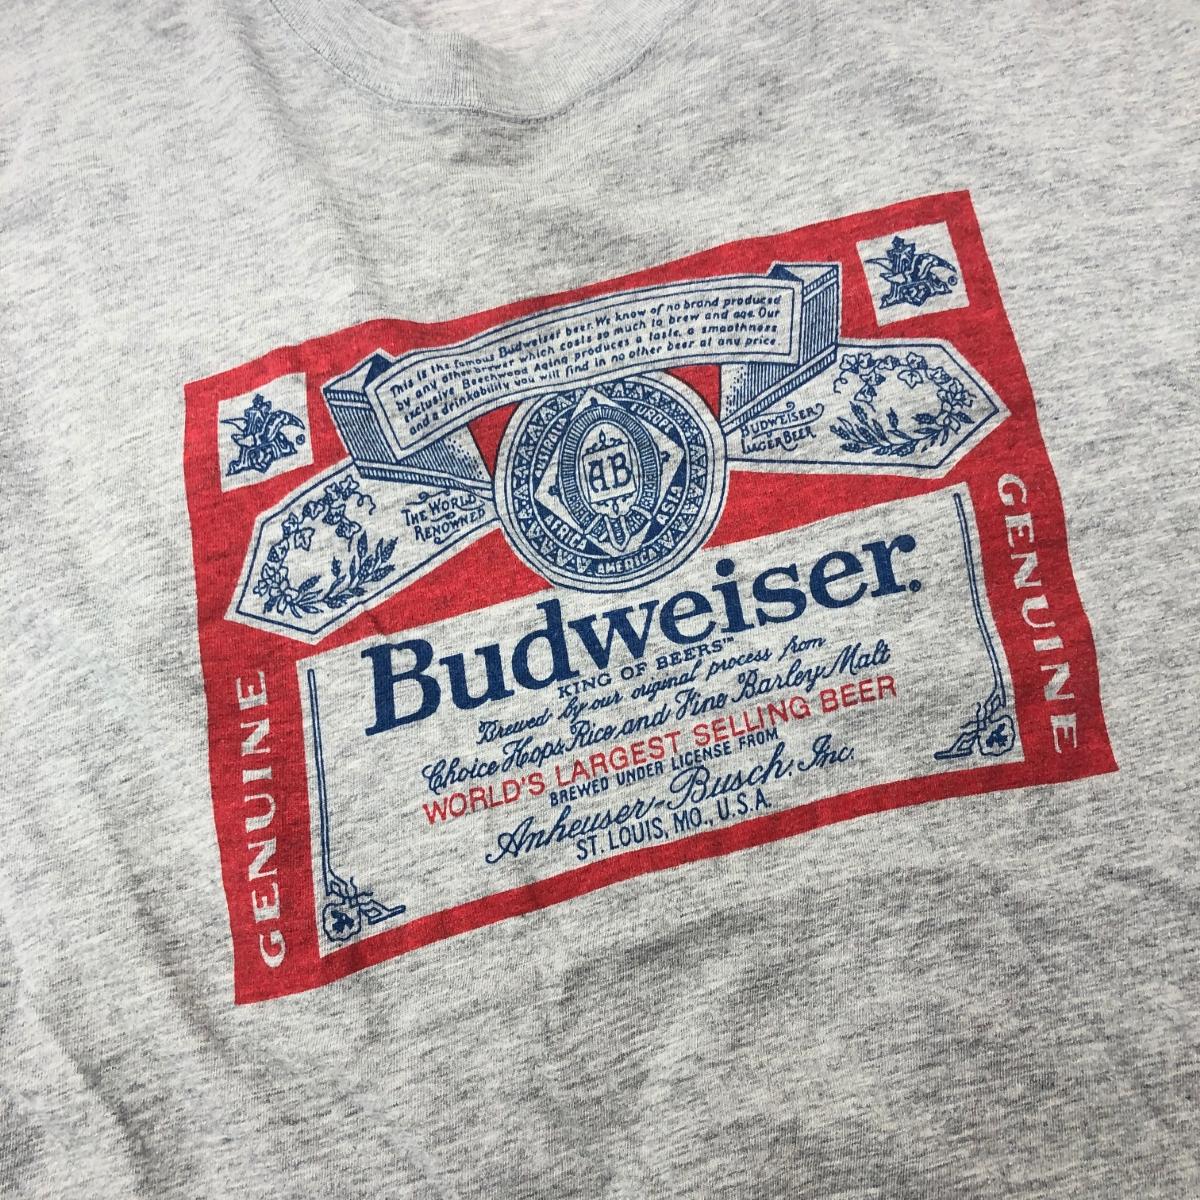 This is the famous Budweiser beer. We know of no brand produced
by any other brewer which costs so much to brew and age. Our
Exclusive Beechwood Aging produces a taste, a smoothness
and a drinkability you will find in no other beer at any price
®
®
THE WORLD
RENOWNED
BUDWEISER
LAGER BEER
EUROPE
ASIA
AMERICA
AFRICA
AB
GENUINE
GENUINE
Budweiser®
KING OF BEERS™
Brewed by our original process from
Choice Hops, Rice and Fine Barley Malt
WORLD'S LARGEST SELLING BEER
BREWED UNDER LICENSE FROM
Anheuser-Busch, Inc.
ST. LOUIS, MO., U.S.A.